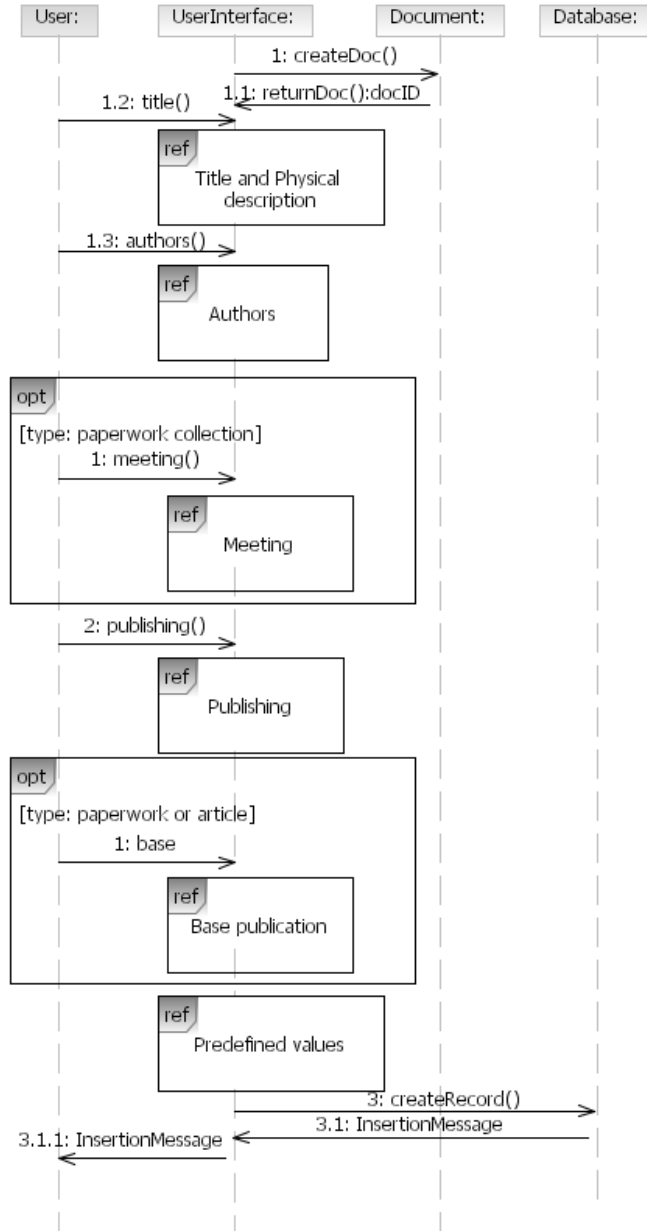 User:
UserInterface:
Document:
Database:
1: createDoc()
1.1: returnDoc():docID
1.2: title()
ref
Title and Physical
description
1.3: authors()
ref
Authors
opt
[type: paperwork collection]
1: meeting()
ref
Meeting
2: publishing()
ref
Publishing
opt
[type: paperwork or article]
1: base
ref
Base publication
ref
Predefined values
3: createRecord()
3.1: InsertionMessage
3.1.1: InsertionMessage